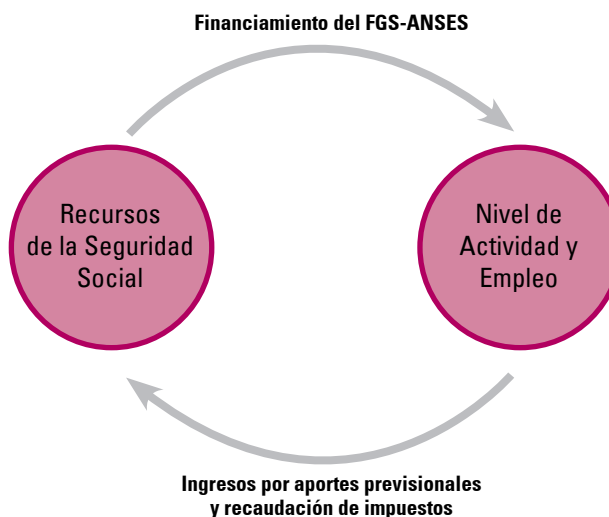 Financiamiento del FGS-ANSES
Recursos
de la Seguridad
Social
Nivel de
Actividad y
Empleo
Ingresos por aportes previsionales
y recaudación de impuestos